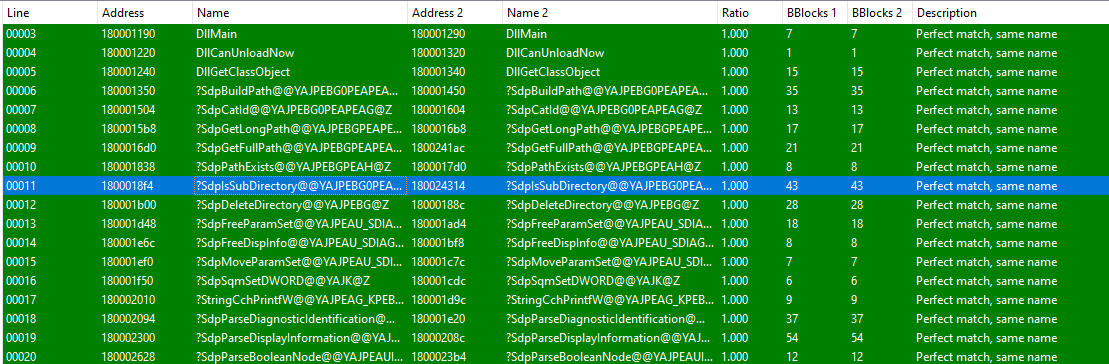 Line Address Name Address 2 Name 2 Ratio BBlocks 1 BBlocks 2 Description
00003 180001190 DllMain 180001290 DllMain 1.000 7 7 Perfect match, same name
00004 180001220 DllCanUnloadNow 180001320 DllCanUnloadNow 1.000 1 1 Perfect match, same name
00005 180001240 DllGetClassObject 180001340 DllGetClassObject 1.000 15 15 Perfect match, same name
00006 180001350 ?SdpBuildPath@@YAJPEBG0PEAPEA... 180001450 ?SdpBuildPath@@YAJPEBG0PEAPEA... 1.000 35 35 Perfect match, same name
00007 180001504 ?SdpCatId@@YAJPEBG0PEAPEAG@Z 180001604 ?SdpCatId@@YAJPEBG0PEAPEAG@Z 1.000 13 13 Perfect match, same name
00008 1800015b8 ?SdpGetLongPath@@YAJPEBGPEAPE... 1800016b8 ?SdpGetLongPath@@YAJPEBGPEAPE... 1.000 17 17 Perfect match, same name
00009 1800016d0 ?SdpGetFullPath@@YAJPEBGPEAPEA... 1800241ac ?SdpGetFullPath@@YAJPEBGPEAPEA... 1.000 21 21 Perfect match, same name
00010 180001838 ?SdpPathExists@@YAJPEBGPEAH@Z 1800017d0 ?SdpPathExists@@YAJPEBGPEAH@Z 1.000 8 8 Perfect match, same name
00011 1800018f4 ?SdpIsSubDirectory@@YAJPEBG0PEA... 180024314 ?SdpIsSubDirectory@@YAJPEBG0PEA... 1.000 43 43 Perfect match, same name
00012 180001b00 ?SdpDeleteDirectory@@YAJPEBG@Z 18000188c ?SdpDeleteDirectory@@YAJPEBG@Z 1.000 28 28 Perfect match, same name
00013 180001d48 ?SdpFreeParamSet@@YAJPEAU_SDIA... 180001ad4 ?SdpFreeParamSet@@YAJPEAU_SDIA... 1.000 18 18 Perfect match, same name
00014 180001e6c ?SdpFreeDispInfo@@YAJPEAU_SDIAG... 180001bf8 ?SdpFreeDispInfo@@YAJPEAU_SDIAG... 1.000 8 8 Perfect match, same name
00015 180001ef0 ?SdpMoveParamSet@@YAJPEAU_SDI... 180001c7c ?SdpMoveParamSet@@YAJPEAU_SDI... 1.000 7 7 Perfect match, same name
00016 180001f50 ?SdpSqmSetDWORD@@YAJK@Z 180001cdc ?SdpSqmSetDWORD@@YAJK@Z 1.000 6 6 Perfect match, same name
00017 180002010 ?StringCchPrintfW@@YAJPEAG_KPEB... 180001d9c ?StringCchPrintfW@@YAJPEAG_KPEB... 1.000 9 9 Perfect match, same name
00018 180002094 ?SdpParseDiagnosticIdentification@... 180001e20 ?SdpParseDiagnosticIdentification@... 1.000 37 37 Perfect match, same name
00019 180002300 ?SdpParseDisplayInformation@@YAJ... 18000208c ?SdpParseDisplayInformation@@YAJ... 1.000 54 54 Perfect match, same name
00020 180002628 ?SdpParseBooleanNode@@YAJPEAUI... 1800023b4 ?SdpParseBooleanNode@@YAJPEAUI... 1.000 12 12 Perfect match, same name